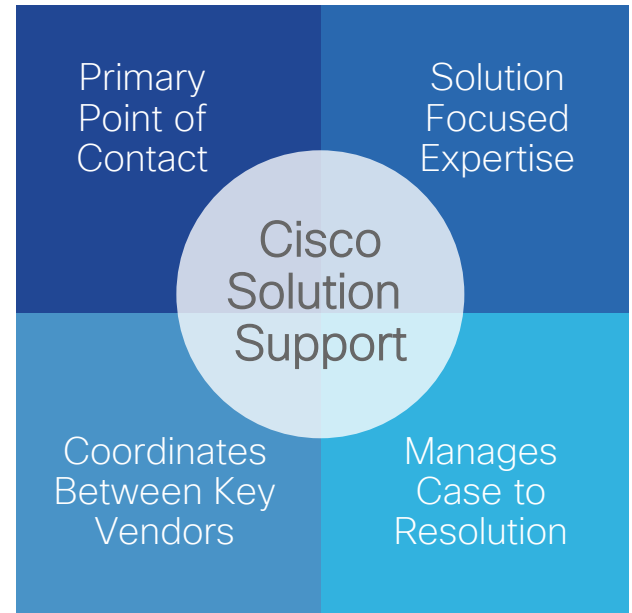 Primary
Point of
Contact
Solution
Focused
Expertise
Cisco
Solution
Support
Coordinates
Between Key
Vendors
Manages
Case to
Resolution